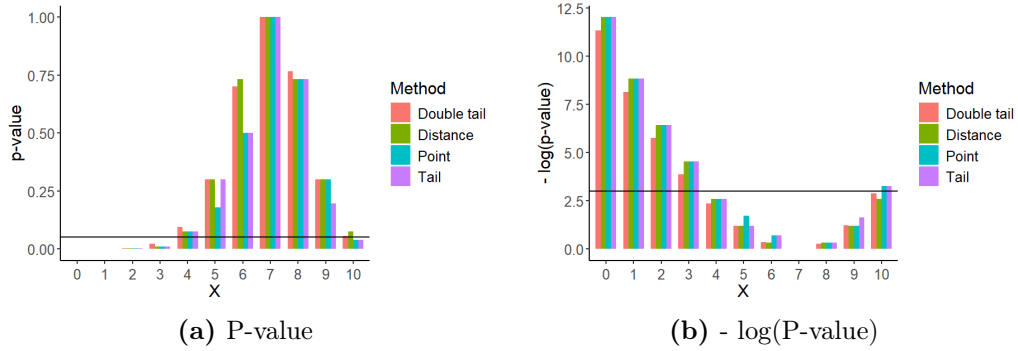 1.00
0.75
0.50
0.25
0.00
p-value
0 1 2 3 4 5 6 7 8 9 10
X
Method
Double tail
Distance
Point
Tail
(a) P-value
12.5
10.0
7.5
5.0
2.5
0.0
- log(p-value)
0 1 2 3 4 5 6 7 8 9 10
X
Method
Double tail
Distance
Point
Tail
(b) - log(P-value)